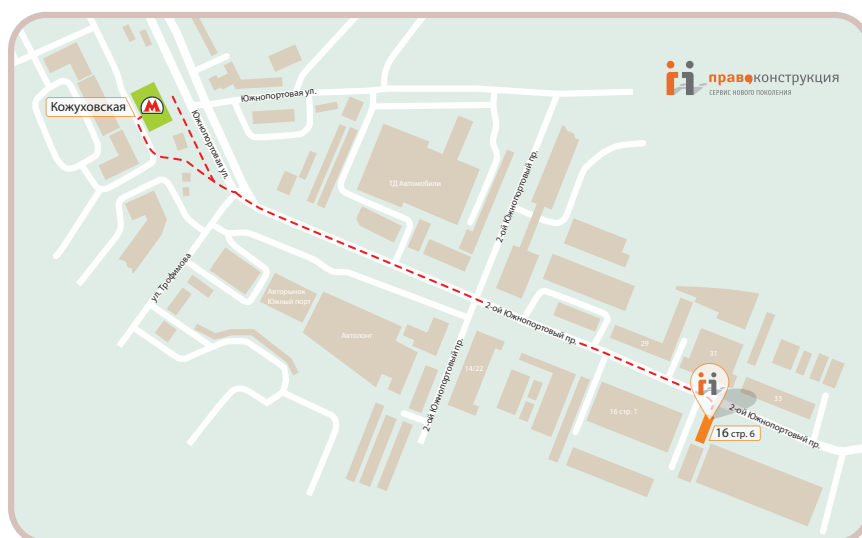 правоконструкция
СЕРВИС НОВОГО ПОКОЛЕНИЯ
Кожуховская
М
Южнопортовая ул.
Южнопортовая ул.
ТД Автомобили
2-ой Южнопортовый пр.
ул. Трофимова
Авторынок
Южный порт
Автолонг
2-ой Южнопортовый пр.
2-ой Южнопортовый пр.
14/22
29
31
33
16 стр. 1
16 стр. 6
2-ой Южнопортовый пр.